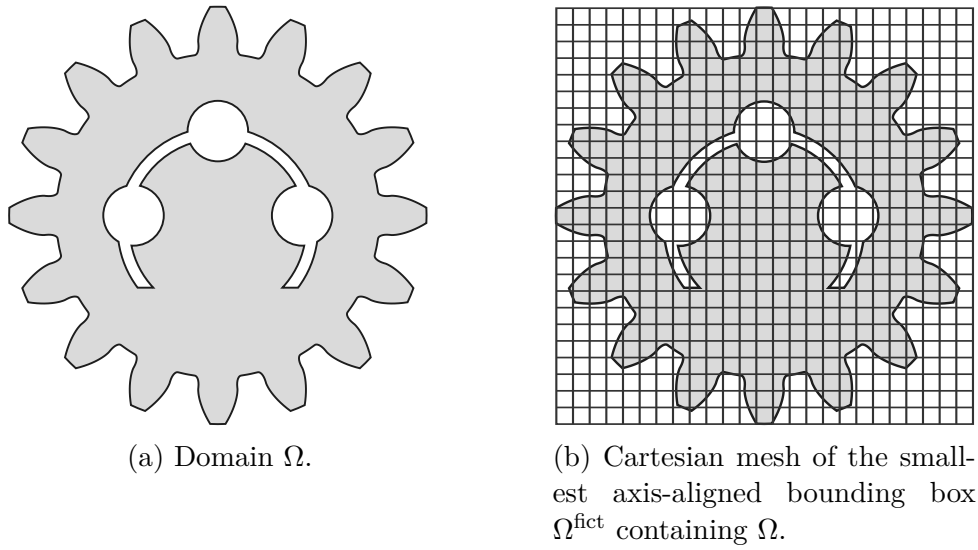 (a) Domain Ω.
(b) Cartesian mesh of the small-
est axis-aligned bounding box
Ω^fict containing Ω.